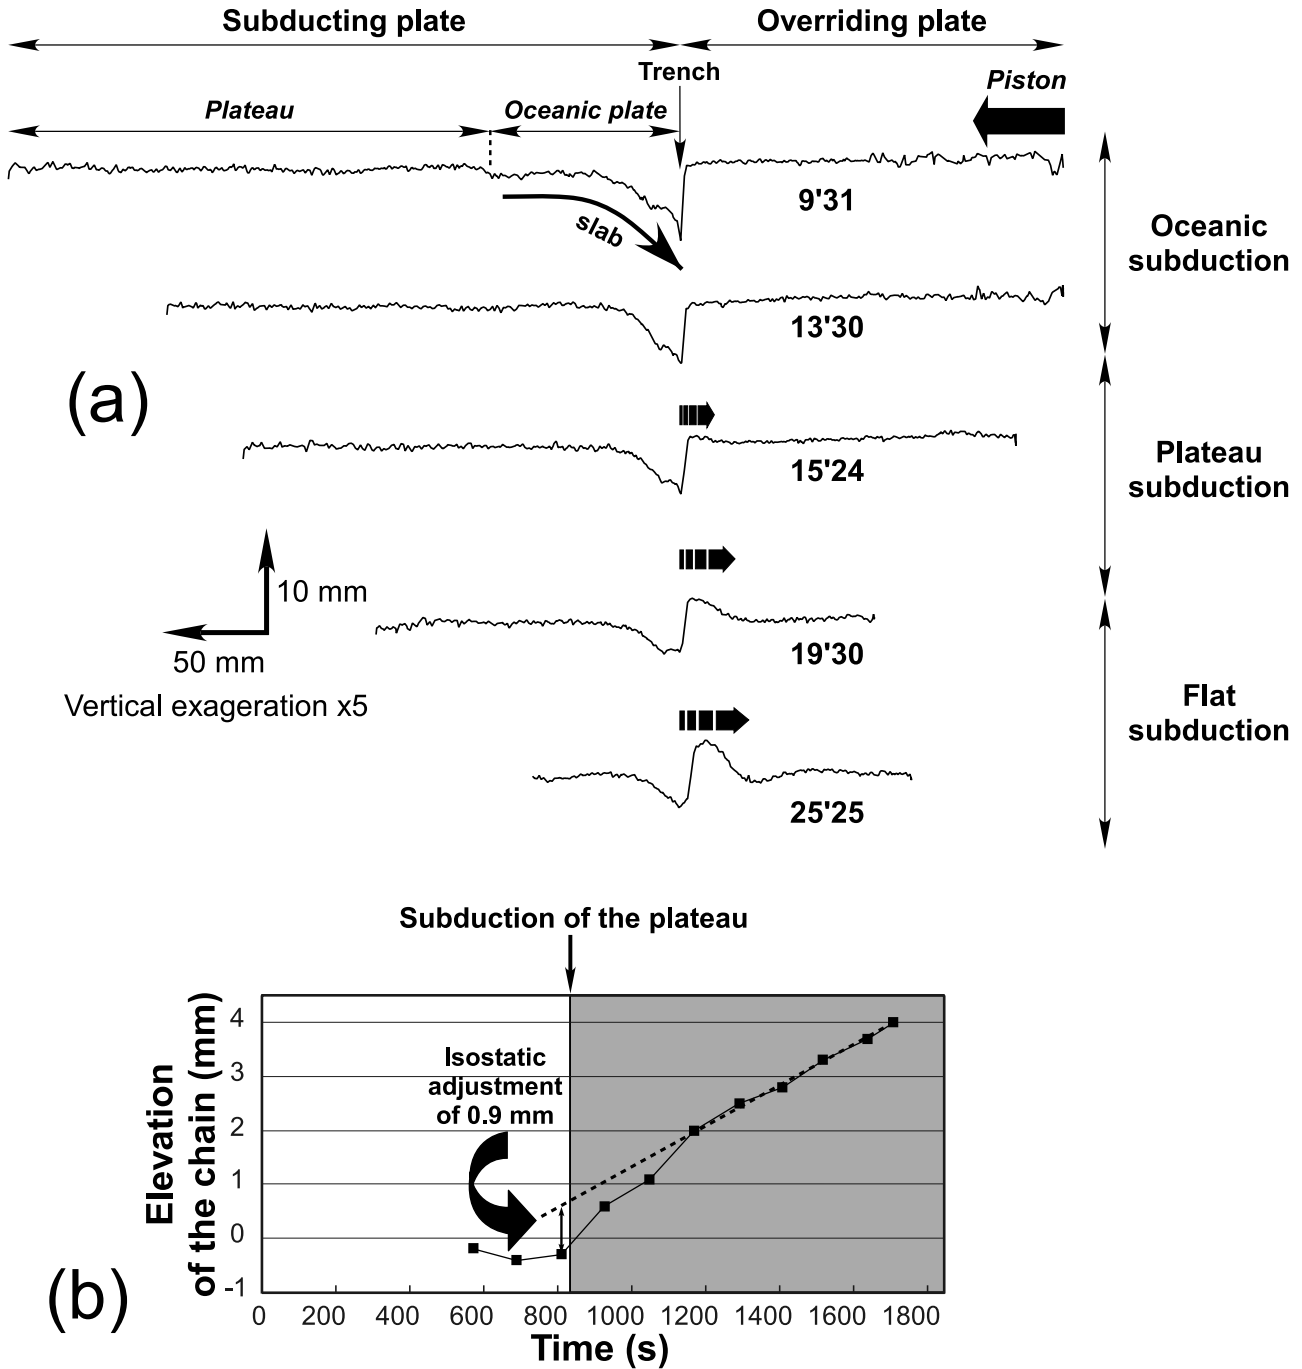 Subducting plate
Overriding plate
Trench
Piston
Plateau
Oceanic plate
9'31
slab
Oceanic
subduction
13'30
(a)
15'24
Plateau
subduction
10 mm
50 mm
19'30
Vertical exageration x5
Flat
subduction
25'25
Subduction of the plateau
Elevation
of the chain (mm)
4
3
2
1
0
-1
Isostatic
adjustment
of 0.9 mm
(b)
0 200 400 600 800 1000 1200 1400 1600 1800
Time (s)